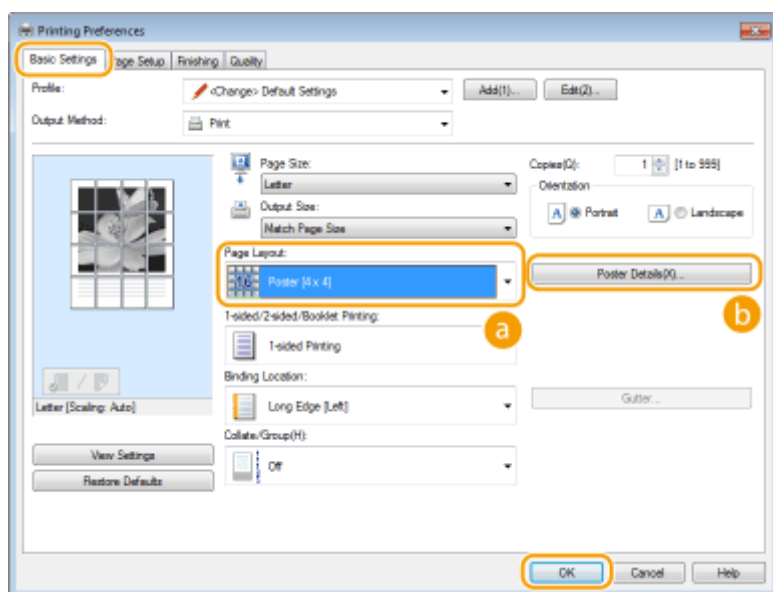 Printing Preferences
Basic Settings Page Setup Finishing Quality
Profile: <Change> Default Settings Add(1)... Edit(2)...
Output Method: Print
Page Size: Copies(Q): 1 [1 to 999]
Letter
Orientation
Output Size: A Portrait A Landscape
Match Page Size
Page Layout:
16 Poster [4 x 4] Poster Details(X)...
a b
1-sided/2-sided/Booklet Printing:
1-sided Printing
Binding Location:
Letter [Scaling: Auto] Long Edge [Left] Gutter...
Collate/Group(H):
View Settings Off
Restore Defaults
OK Cancel Help